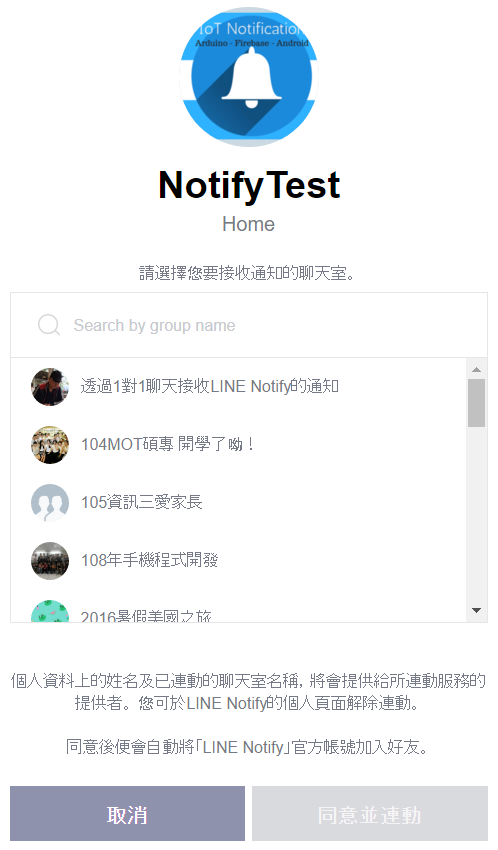 IoT Notification
Arduino - Firebase - Android
NotifyTest
Home
請選擇您要接收通知的聊天室。
Search by group name
透過1對1聊天接收LINE Notify的通知
104MOT碩專 開學了呦！
105資訊三愛家長
108年手機程式開發
2016暑假美國之旅
個人資料上的姓名及已連動的聊天室名稱，將會提供給所連動服務的
提供者。您可於LINE Notify的個人頁面解除連動。
同意後便會自動將「LINE Notify」官方帳號加入好友。
取消
同意並連動